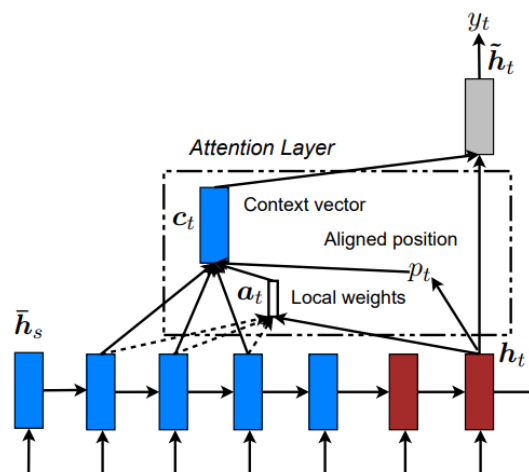 y_t
h̃_t
Attention Layer
c_t
Context vector
Aligned position
p_t
a_t
Local weights
h̄_s
h_t